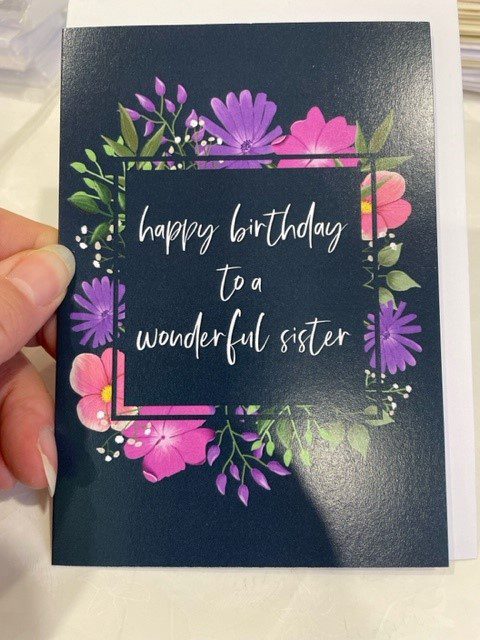 happy birthday
to a
wonderful sister